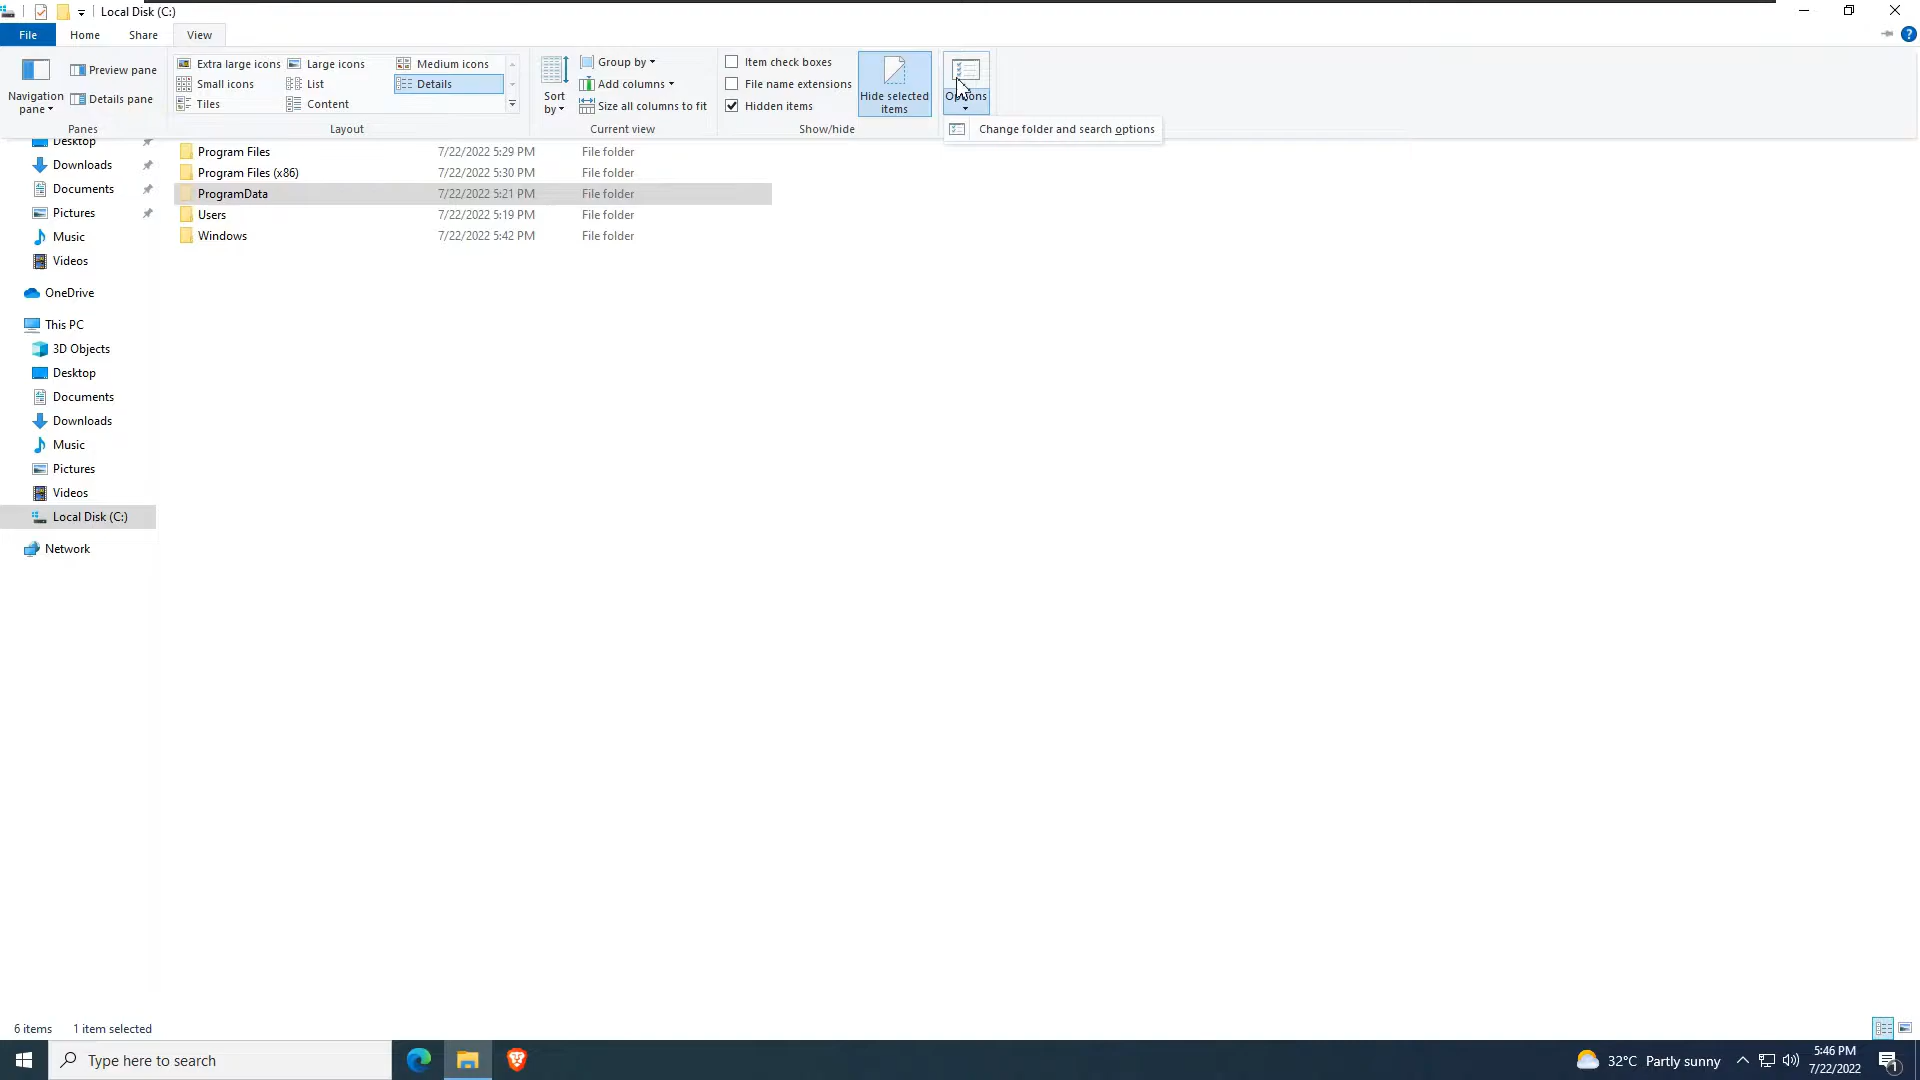 Local Disk (C:)
File Home Share View
Navigation pane
Preview pane
Details pane
Panes
Extra large icons Large icons Medium icons
Small icons List Details
Tiles Content
Layout
Sort by
Group by
Add columns
Size all columns to fit
Current view
Item check boxes
File name extensions
Hidden items
Hide selected items
Show/hide
Options
Change folder and search options
Desktop
Downloads
Documents
Pictures
Music
Videos
OneDrive
This PC
3D Objects
Desktop
Documents
Downloads
Music
Pictures
Videos
Local Disk (C:)
Network
Program Files 7/22/2022 5:29 PM File folder
Program Files (x86) 7/22/2022 5:30 PM File folder
ProgramData 7/22/2022 5:21 PM File folder
Users 7/22/2022 5:19 PM File folder
Windows 7/22/2022 5:42 PM File folder
6 items 1 item selected
Type here to search
32°C Partly sunny
5:46 PM
7/22/2022
1